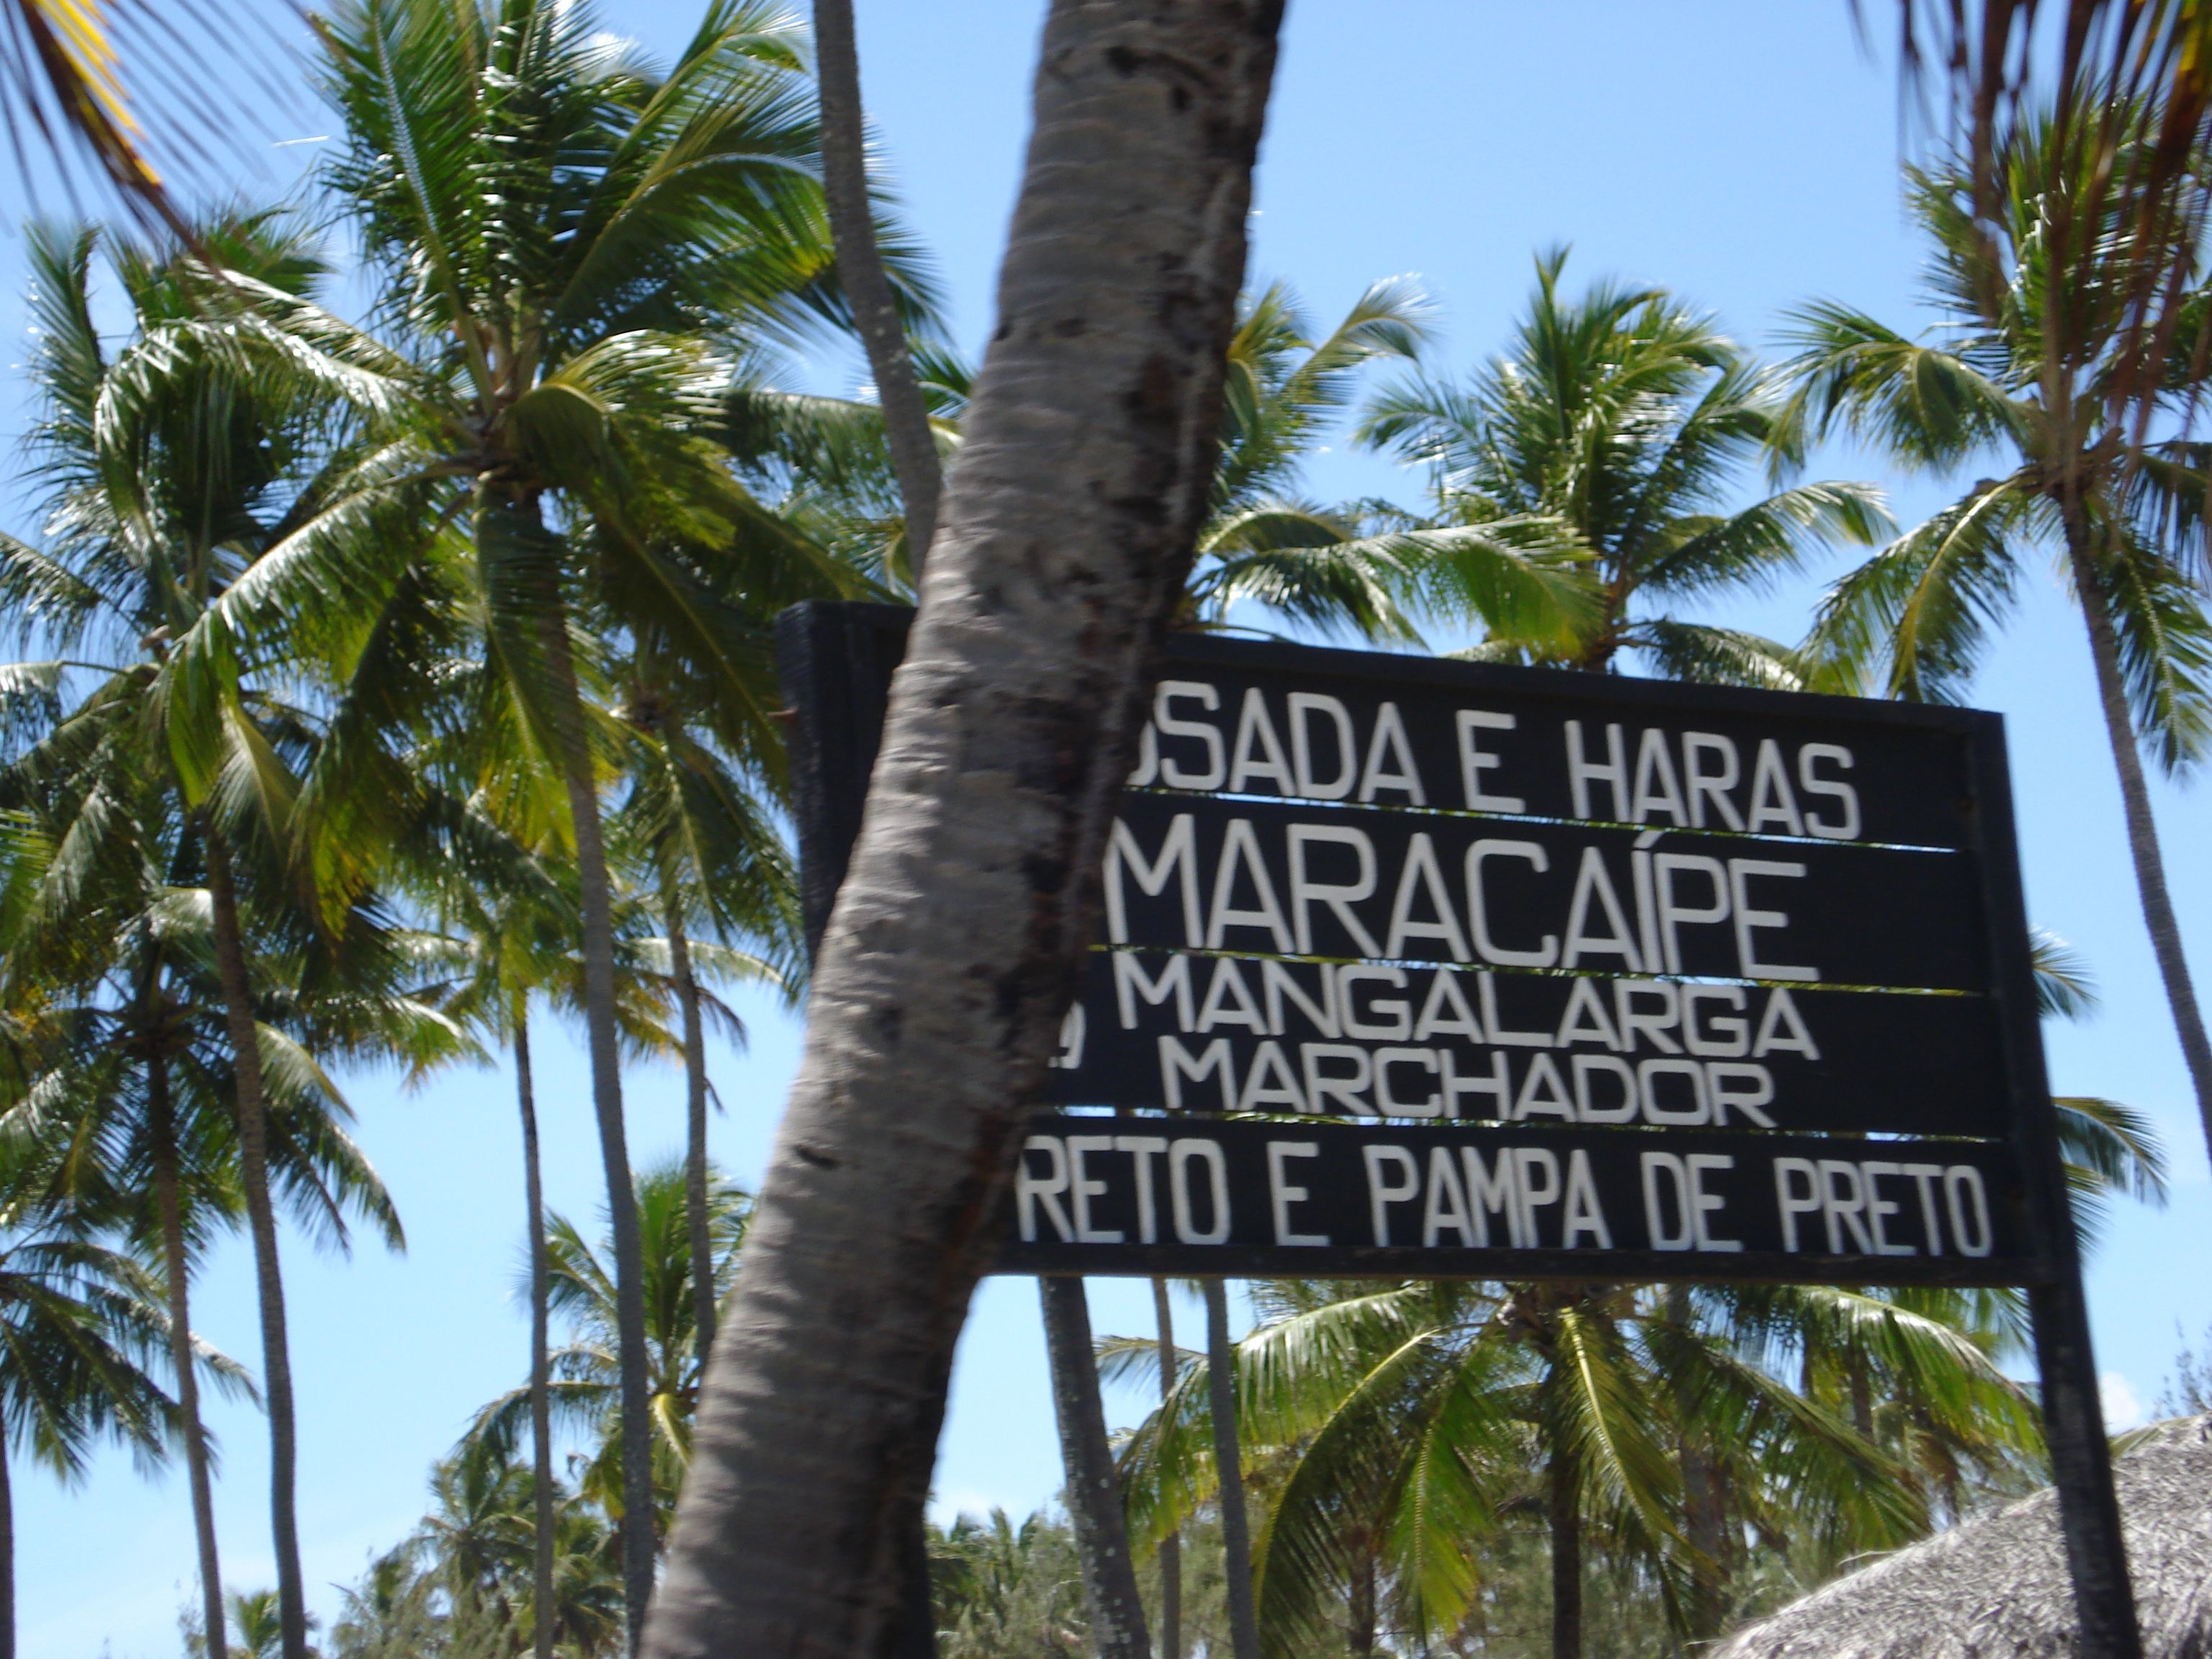 OSADA E HARAS
MARACAÍPE
MANGALARGA
MARCHADOR
RETO E PAMPA DE PRETO